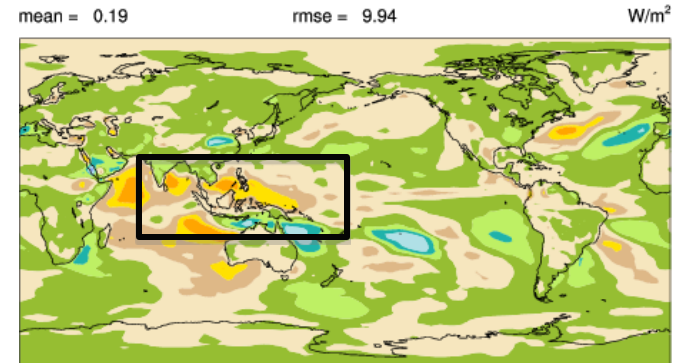 mean = 0.19 rmse = 9.94 W/m²